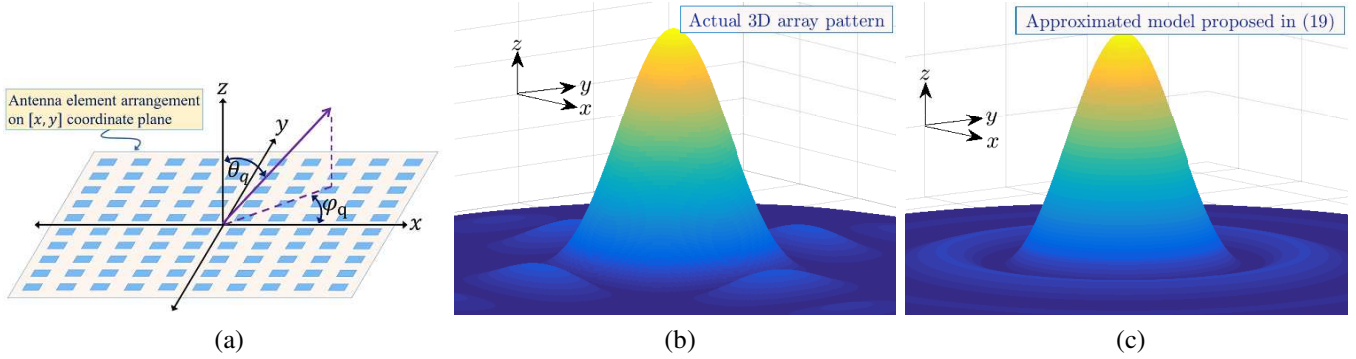 Antenna element arrangement
on [x, y] coordinate plane
z
y
θq
φq
x
(a)
Actual 3D array pattern
z
y
x
(b)
Approximated model proposed in (19)
z
y
x
(c)